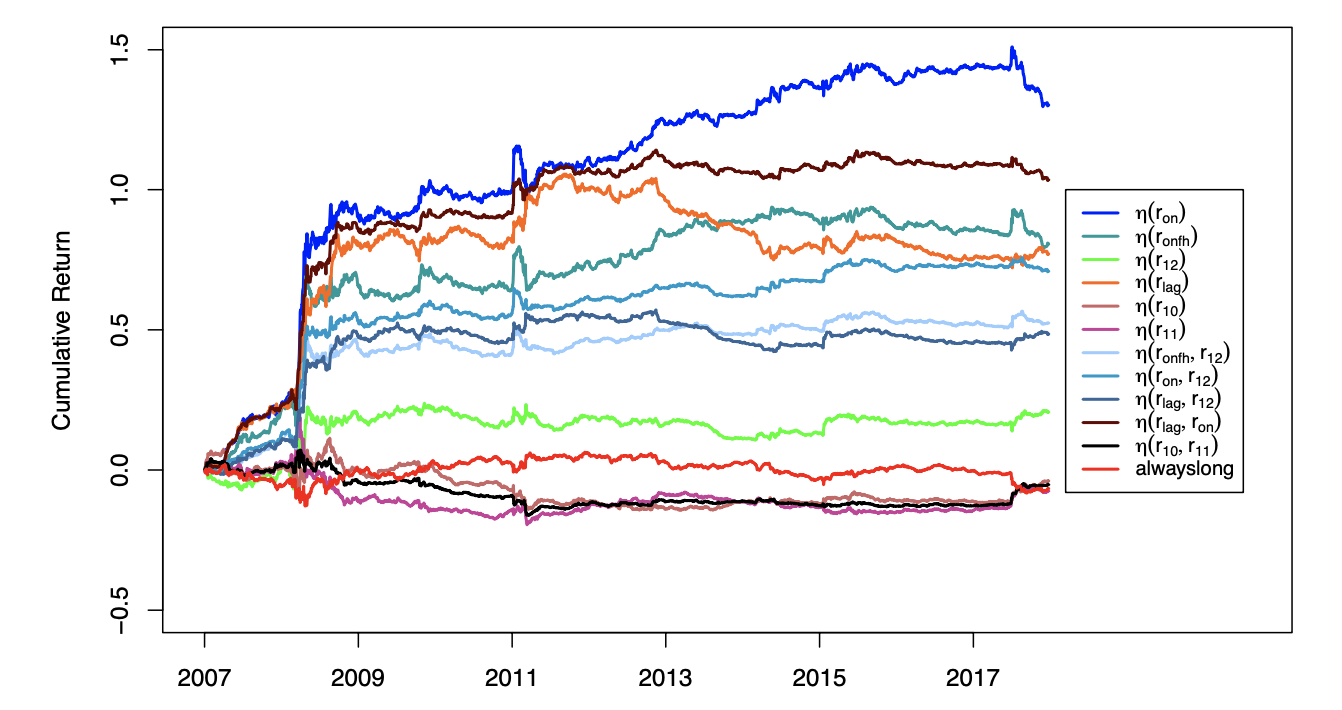 Cumulative Return
1.5
1.0
0.5
0.0
−0.5
2007 2009 2011 2013 2015 2017
η(r_on)
η(r_onfh)
η(r_12)
η(r_lag)
η(r_10)
η(r_11)
η(r_onfh, r_12)
η(r_on, r_12)
η(r_lag, r_12)
η(r_lag, r_on)
η(r_10, r_11)
alwayslong